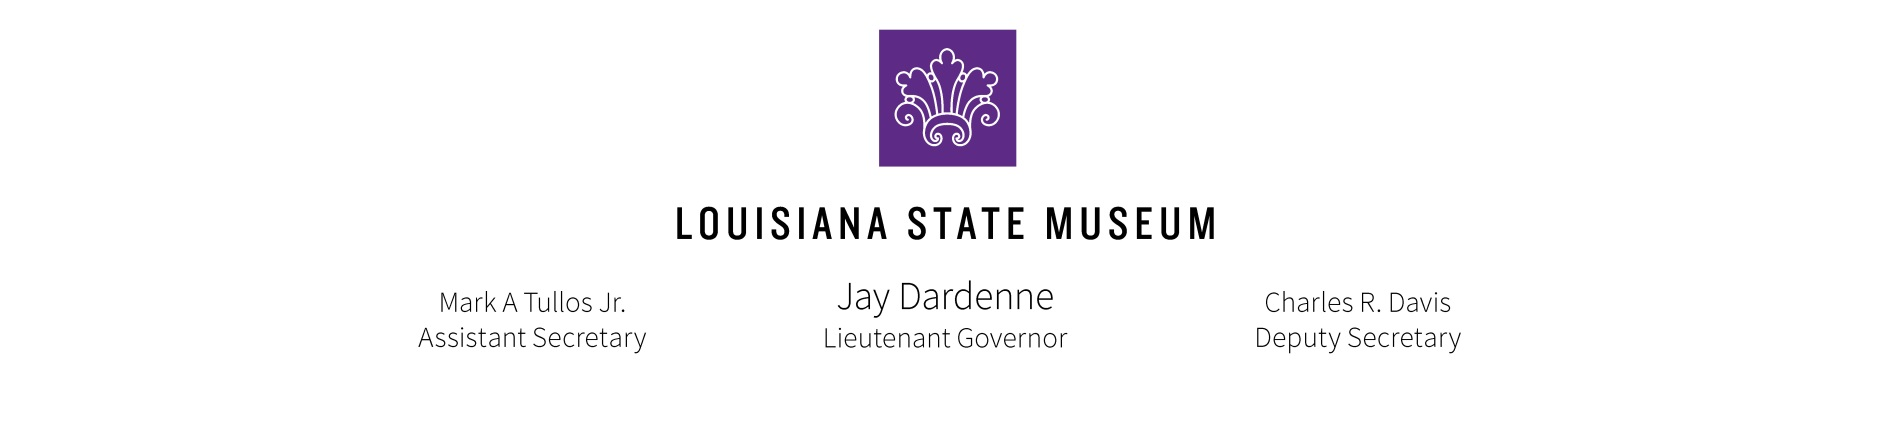 LOUISIANA STATE MUSEUM
Mark A Tullos Jr.
Assistant Secretary
Jay Dardenne
Lieutenant Governor
Charles R. Davis
Deputy Secretary